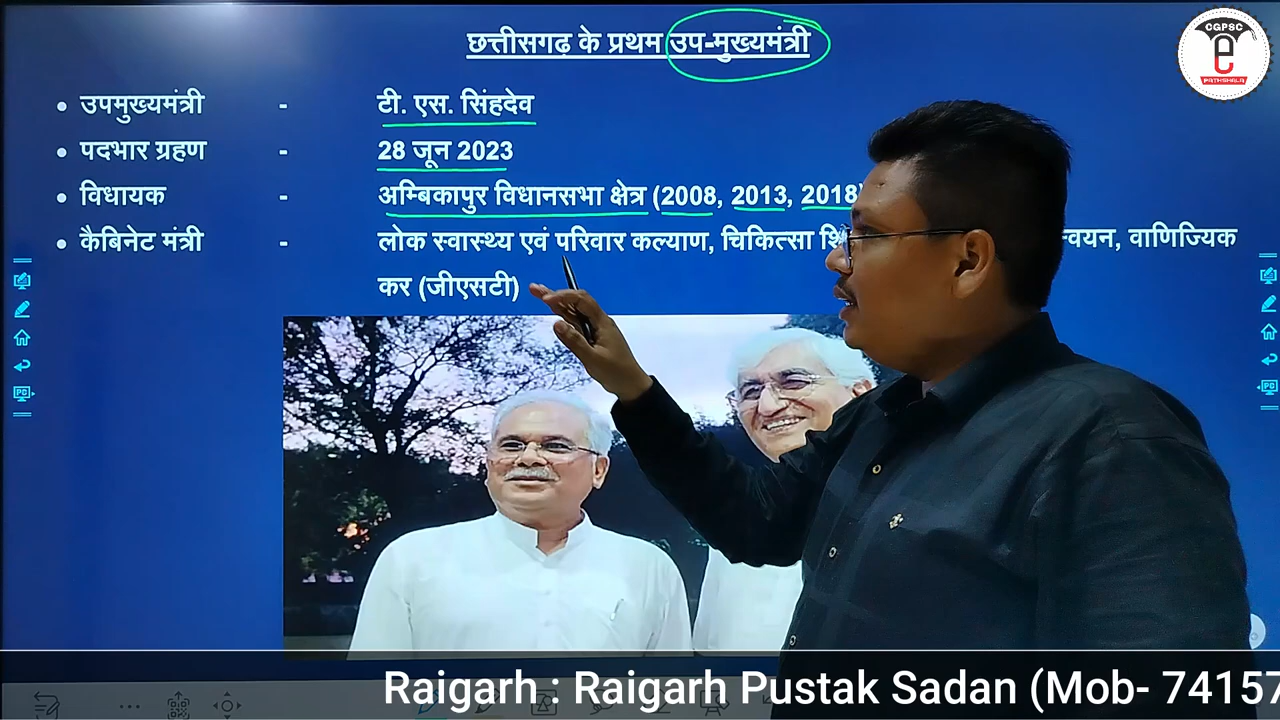 छत्तीसगढ़ के प्रथम उप-मुख्यमंत्री
CGPSC
e
PATHSHALA
• उपमुख्यमंत्री - टी. एस. सिंहदेव
• पदभार ग्रहण - 28 जून 2023
• विधायक - अम्बिकापुर विधानसभा क्षेत्र (2008, 2013, 2018)
• कैबिनेट मंत्री - लोक स्वास्थ्य एवं परिवार कल्याण, चिकित्सा वाणिज्यिक
कर (जीएसटी)
Raigarh : Raigarh Pustak Sadan (Mob- 74157